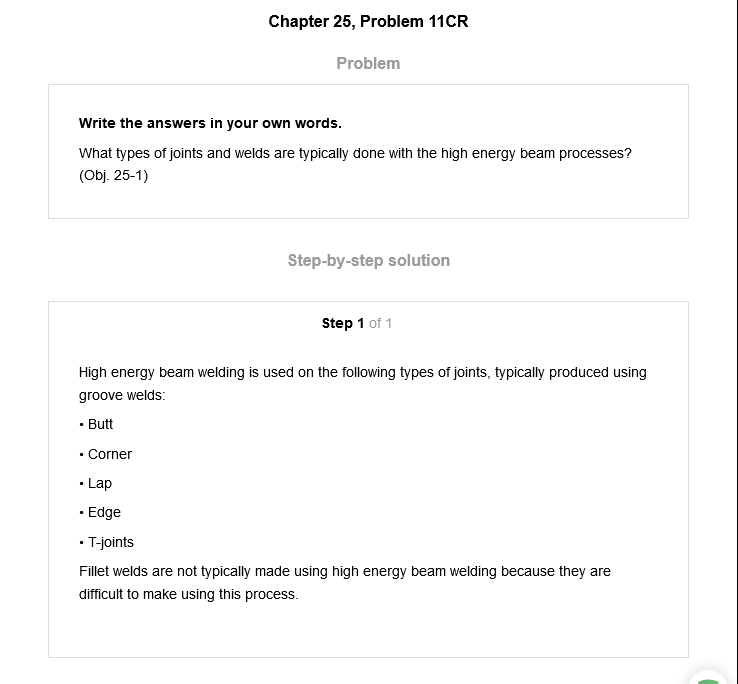 Chapter 25, Problem 11CR
Problem
Write the answers in your own words.
What types of joints and welds are typically done with the high energy beam processes?
(Obj. 25-1)
Step-by-step solution
Step 1 of 1
High energy beam welding is used on the following types of joints, typically produced using
groove welds:
• Butt
• Corner
• Lap
• Edge
• T-joints
Fillet welds are not typically made using high energy beam welding because they are
difficult to make using this process.